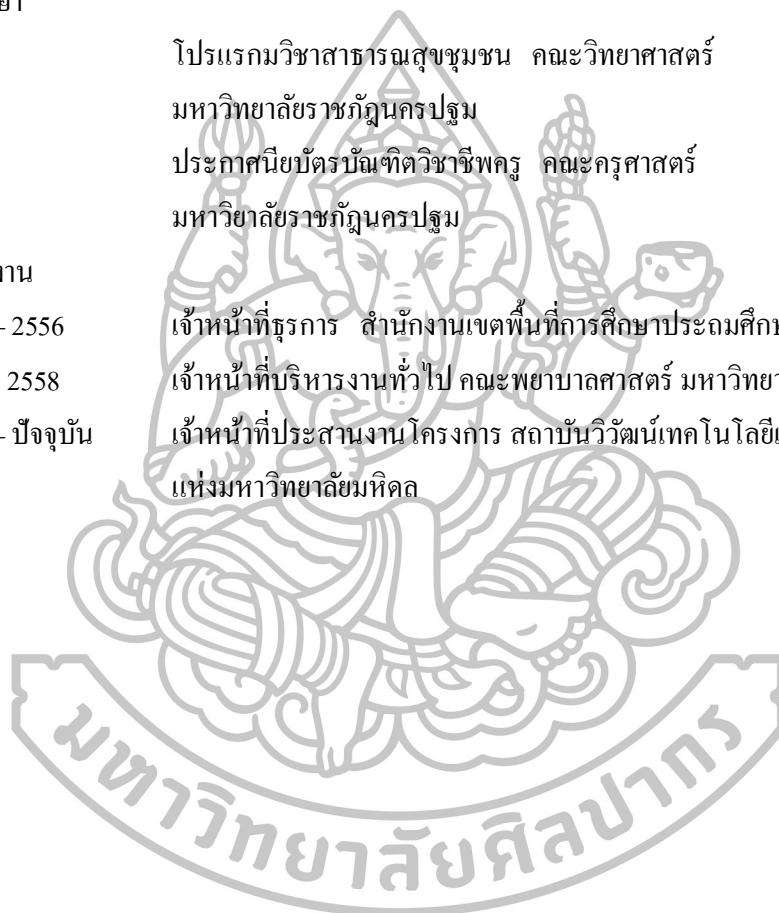 โปรแกรมวิชาสาธารณสุขชุมชน คณะวิทยาศาสตร์
มหาวิทยาลัยราชภัฏนครปฐม
ประกาศนียบัตรบัณฑิตวิชาชีพครู คณะครุศาสตร์
มหาวิยาลัยราชภัฏนครปฐม
งาน
- 2556 เจ้าหน้าที่ธุรการ สำนักงานเขตพื้นที่การศึกษาประถมศึกษ
2558 เจ้าหน้าที่บริหารงานทั่วไป คณะพยาบาลศาสตร์ มหาวิทยา
- ปัจจุบัน เจ้าหน้าที่ประสานงานโครงการ สถาบันวิวัฒน์เทคโนโลยี
แห่งมหาวิทยาลัยมหิดล
มหาวิทยาลัยศิลปากร